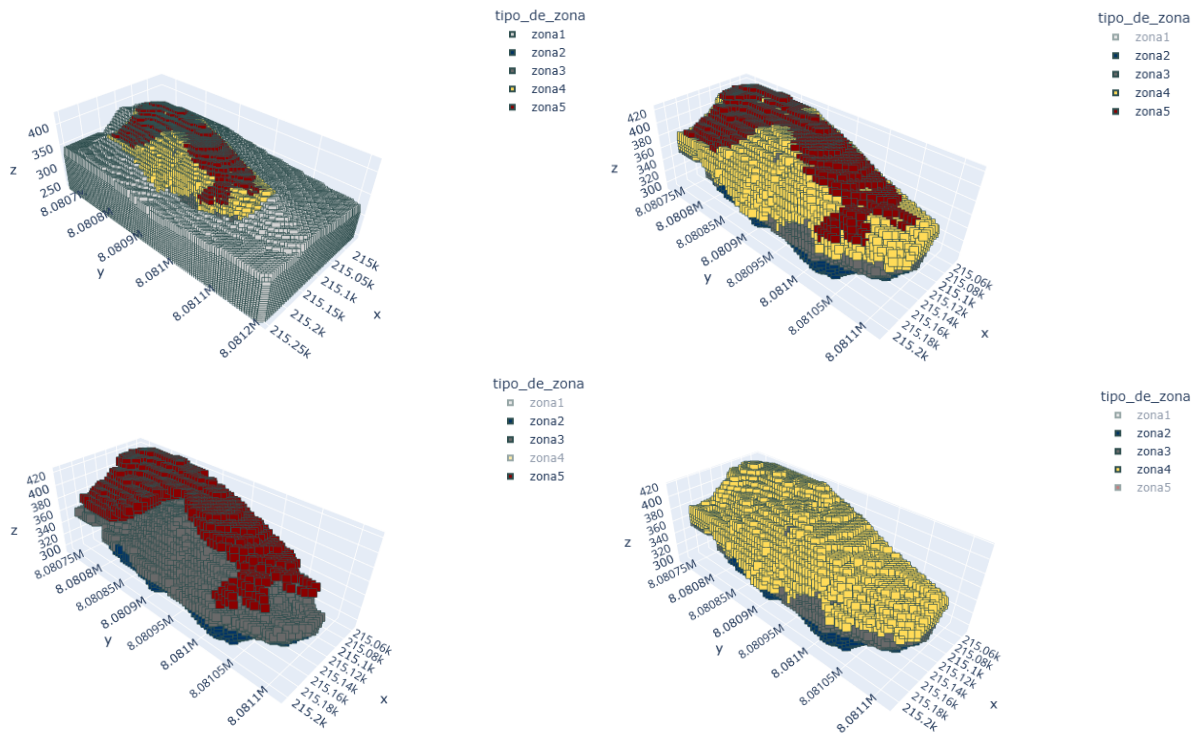 tipo_de_zona
zona1
zona2
zona3
zona4
zona5
z
400
350
300
250
y
8.0808M
8.0809M
8.081M
8.0811M
8.0812M
x
215k
215.05k
215.1k
215.15k
215.2k
215.25k
tipo_de_zona
zona1
zona2
zona3
zona4
zona5
z
420
400
380
360
340
320
300
y
8.08075M
8.0808M
8.08085M
8.0809M
8.08095M
8.081M
8.08105M
8.0811M
x
215.06k
215.08k
215.1k
215.12k
215.14k
215.16k
215.18k
215.2k
tipo_de_zona
zona1
zona2
zona3
zona4
zona5
z
420
400
380
360
340
320
300
y
8.08075M
8.0808M
8.08085M
8.0809M
8.08095M
8.081M
8.08105M
8.0811M
x
215.06k
215.08k
215.1k
215.12k
215.14k
215.16k
215.18k
215.2k
tipo_de_zona
zona1
zona2
zona3
zona4
zona5
z
420
400
380
360
340
320
300
y
8.08075M
8.0808M
8.08085M
8.0809M
8.08095M
8.081M
8.08105M
8.0811M
x
215.06k
215.08k
215.1k
215.12k
215.14k
215.16k
215.18k
215.2k